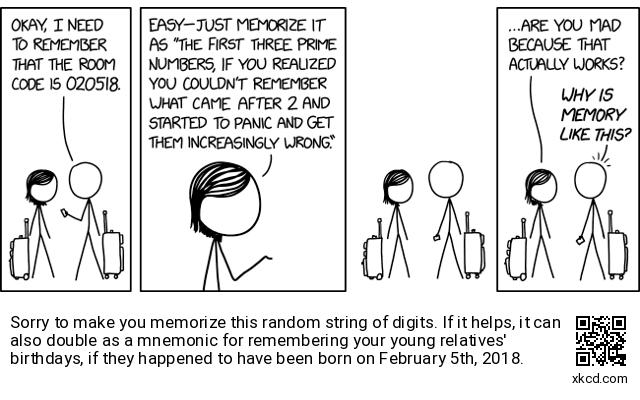 OKAY, I NEED
TO REMEMBER
THAT THE ROOM
CODE IS 020518.
EASY—JUST MEMORIZE IT
AS "THE FIRST THREE PRIME
NUMBERS, IF YOU REALIZED
YOU COULDN'T REMEMBER
WHAT CAME AFTER 2 AND
STARTED TO PANIC AND GET
THEM INCREASINGLY WRONG."
...ARE YOU MAD
BECAUSE THAT
ACTUALLY WORKS?
WHY IS
MEMORY
LIKE THIS?
Sorry to make you memorize this random string of digits. If it helps, it can
also double as a mnemonic for remembering your young relatives'
birthdays, if they happened to have been born on February 5th, 2018.
xkcd.com